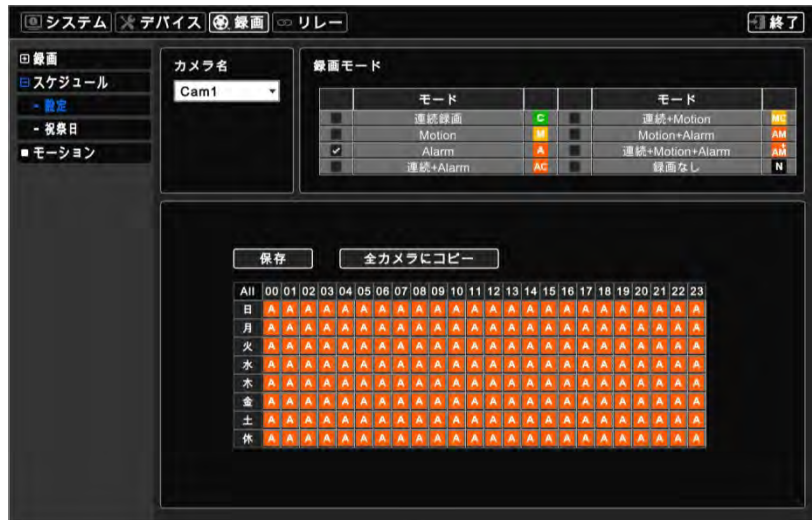 システム デバイス 録画 リレー 終了
録画
スケジュール
- 設定
- 祝祭日
モーション
カメラ名
Cam1
録画モード
モード モード
連続録画 C 連続+Motion MC
Motion M Motion+Alarm AM
Alarm A 連続+Motion+Alarm AM+
連続+Alarm AC 録画なし N
保存 全カメラにコピー
All 00 01 02 03 04 05 06 07 08 09 10 11 12 13 14 15 16 17 18 19 20 21 22 23
日 A A A A A A A A A A A A A A A A A A A A A A A A
月 A A A A A A A A A A A A A A A A A A A A A A A A
火 A A A A A A A A A A A A A A A A A A A A A A A A
水 A A A A A A A A A A A A A A A A A A A A A A A A
木 A A A A A A A A A A A A A A A A A A A A A A A A
金 A A A A A A A A A A A A A A A A A A A A A A A A
土 A A A A A A A A A A A A A A A A A A A A A A A A
休 A A A A A A A A A A A A A A A A A A A A A A A A